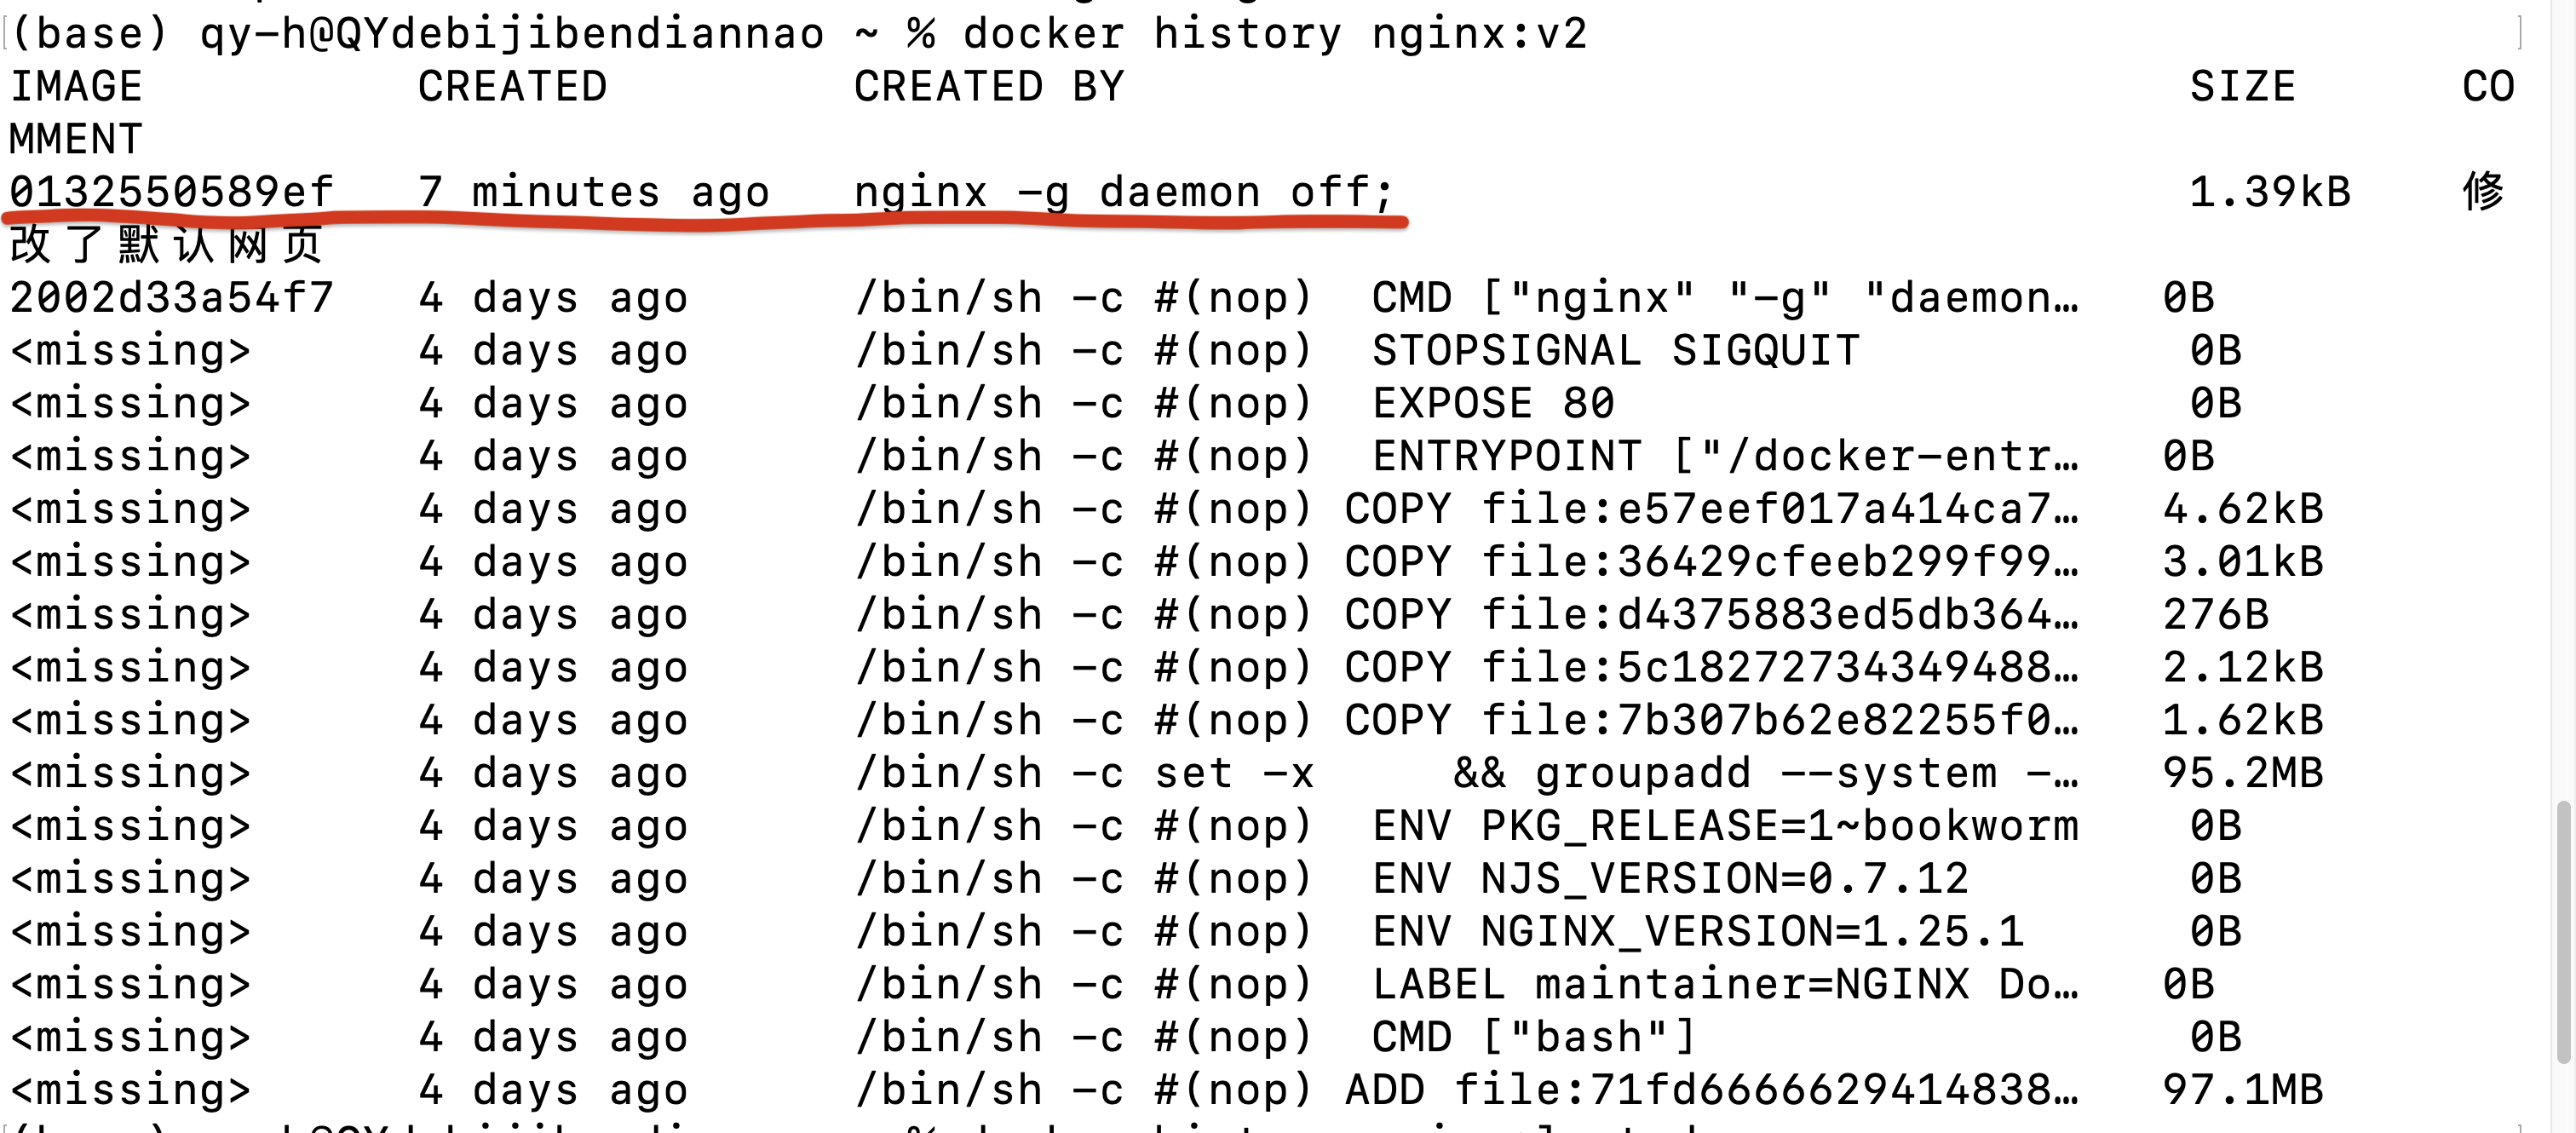 (base) qy-h@QYdebijibendiannao ~ % docker history nginx:v2
IMAGE          CREATED         CREATED BY                                      SIZE      CO
MMENT
0132550589ef   7 minutes ago   nginx -g daemon off;                            1.39kB    修
改了默认网页
2002d33a54f7   4 days ago      /bin/sh -c #(nop)  CMD ["nginx" "-g" "daemon…   0B
<missing>      4 days ago      /bin/sh -c #(nop)  STOPSIGNAL SIGQUIT            0B
<missing>      4 days ago      /bin/sh -c #(nop)  EXPOSE 80                     0B
<missing>      4 days ago      /bin/sh -c #(nop)  ENTRYPOINT ["/docker-entr…   0B
<missing>      4 days ago      /bin/sh -c #(nop) COPY file:e57eef017a414ca7…   4.62kB
<missing>      4 days ago      /bin/sh -c #(nop) COPY file:36429cfeeb299f99…   3.01kB
<missing>      4 days ago      /bin/sh -c #(nop) COPY file:d4375883ed5db364…   276B
<missing>      4 days ago      /bin/sh -c #(nop) COPY file:5c18272734349488…   2.12kB
<missing>      4 days ago      /bin/sh -c #(nop) COPY file:7b307b62e82255f0…   1.62kB
<missing>      4 days ago      /bin/sh -c set -x     && groupadd --system -…   95.2MB
<missing>      4 days ago      /bin/sh -c #(nop)  ENV PKG_RELEASE=1~bookworm    0B
<missing>      4 days ago      /bin/sh -c #(nop)  ENV NJS_VERSION=0.7.12        0B
<missing>      4 days ago      /bin/sh -c #(nop)  ENV NGINX_VERSION=1.25.1      0B
<missing>      4 days ago      /bin/sh -c #(nop)  LABEL maintainer=NGINX Do…   0B
<missing>      4 days ago      /bin/sh -c #(nop)  CMD ["bash"]                  0B
<missing>      4 days ago      /bin/sh -c #(nop) ADD file:71fd6666629414838…   97.1MB